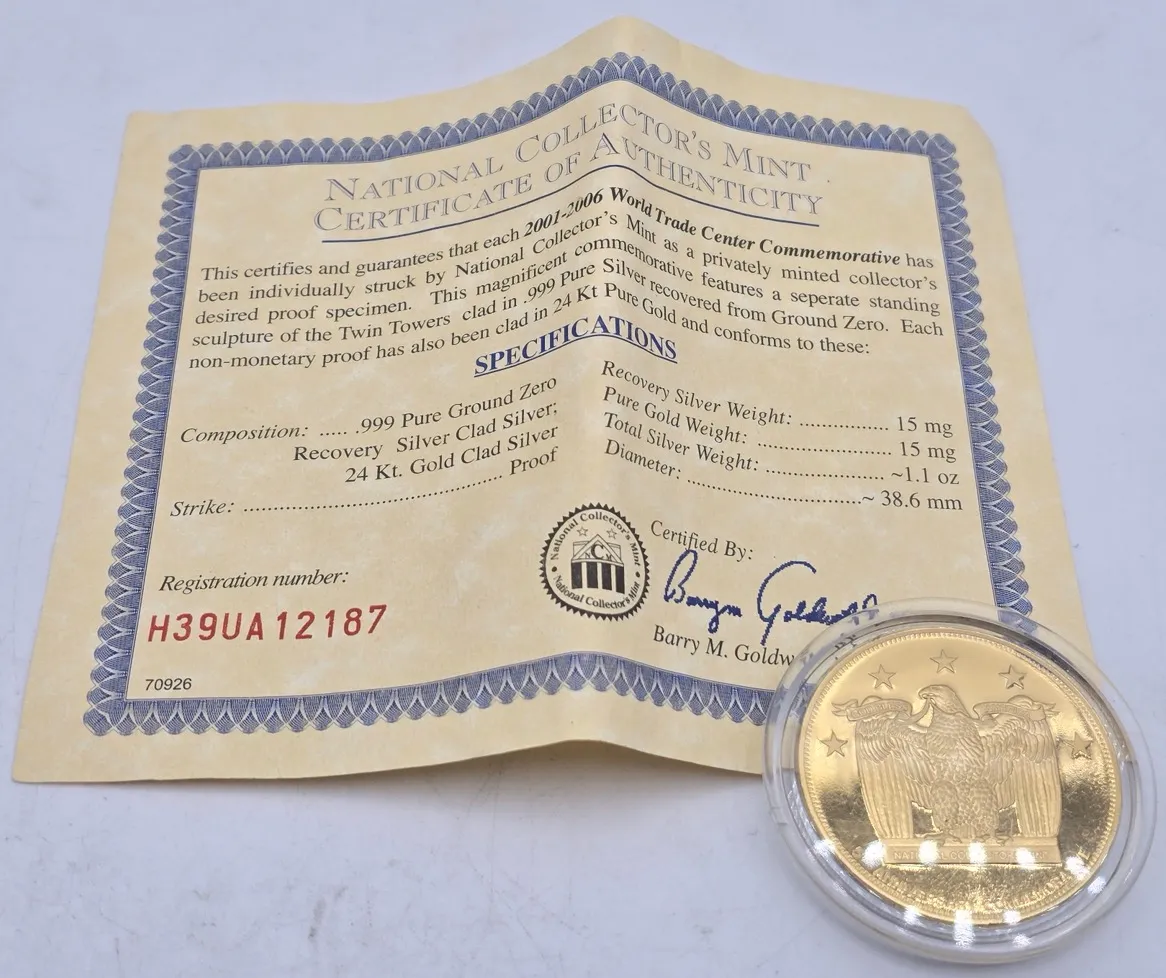 NATIONAL COLLECTOR'S MINT
CERTIFICATE OF AUTHENTICITY
This certifies and guarantees that each 2001-2006 World Trade Center Commemorative has
been individually struck by National Collector's Mint as a privately minted collector's
desired proof specimen. This magnificent commemorative features a seperate standing
sculpture of the Twin Towers clad in .999 Pure Silver recovered from Ground Zero. Each
non-monetary proof has also been clad in 24 Kt Pure Gold and conforms to these:
SPECIFICATIONS
Composition: ..... .999 Pure Ground Zero
Recovery Silver Clad Silver;
24 Kt. Gold Clad Silver
Strike: ............................................. Proof
Recovery Silver Weight: ............... 15 mg
Pure Gold Weight: ...................... 15 mg
Total Silver Weight: .................... ~1.1 oz
Diameter: .............................~ 38.6 mm
Registration number:
H39UA12187
70926
National Collector's Mint
N C M
National Collector's Mint
Certified By:
Barry M. Goldw